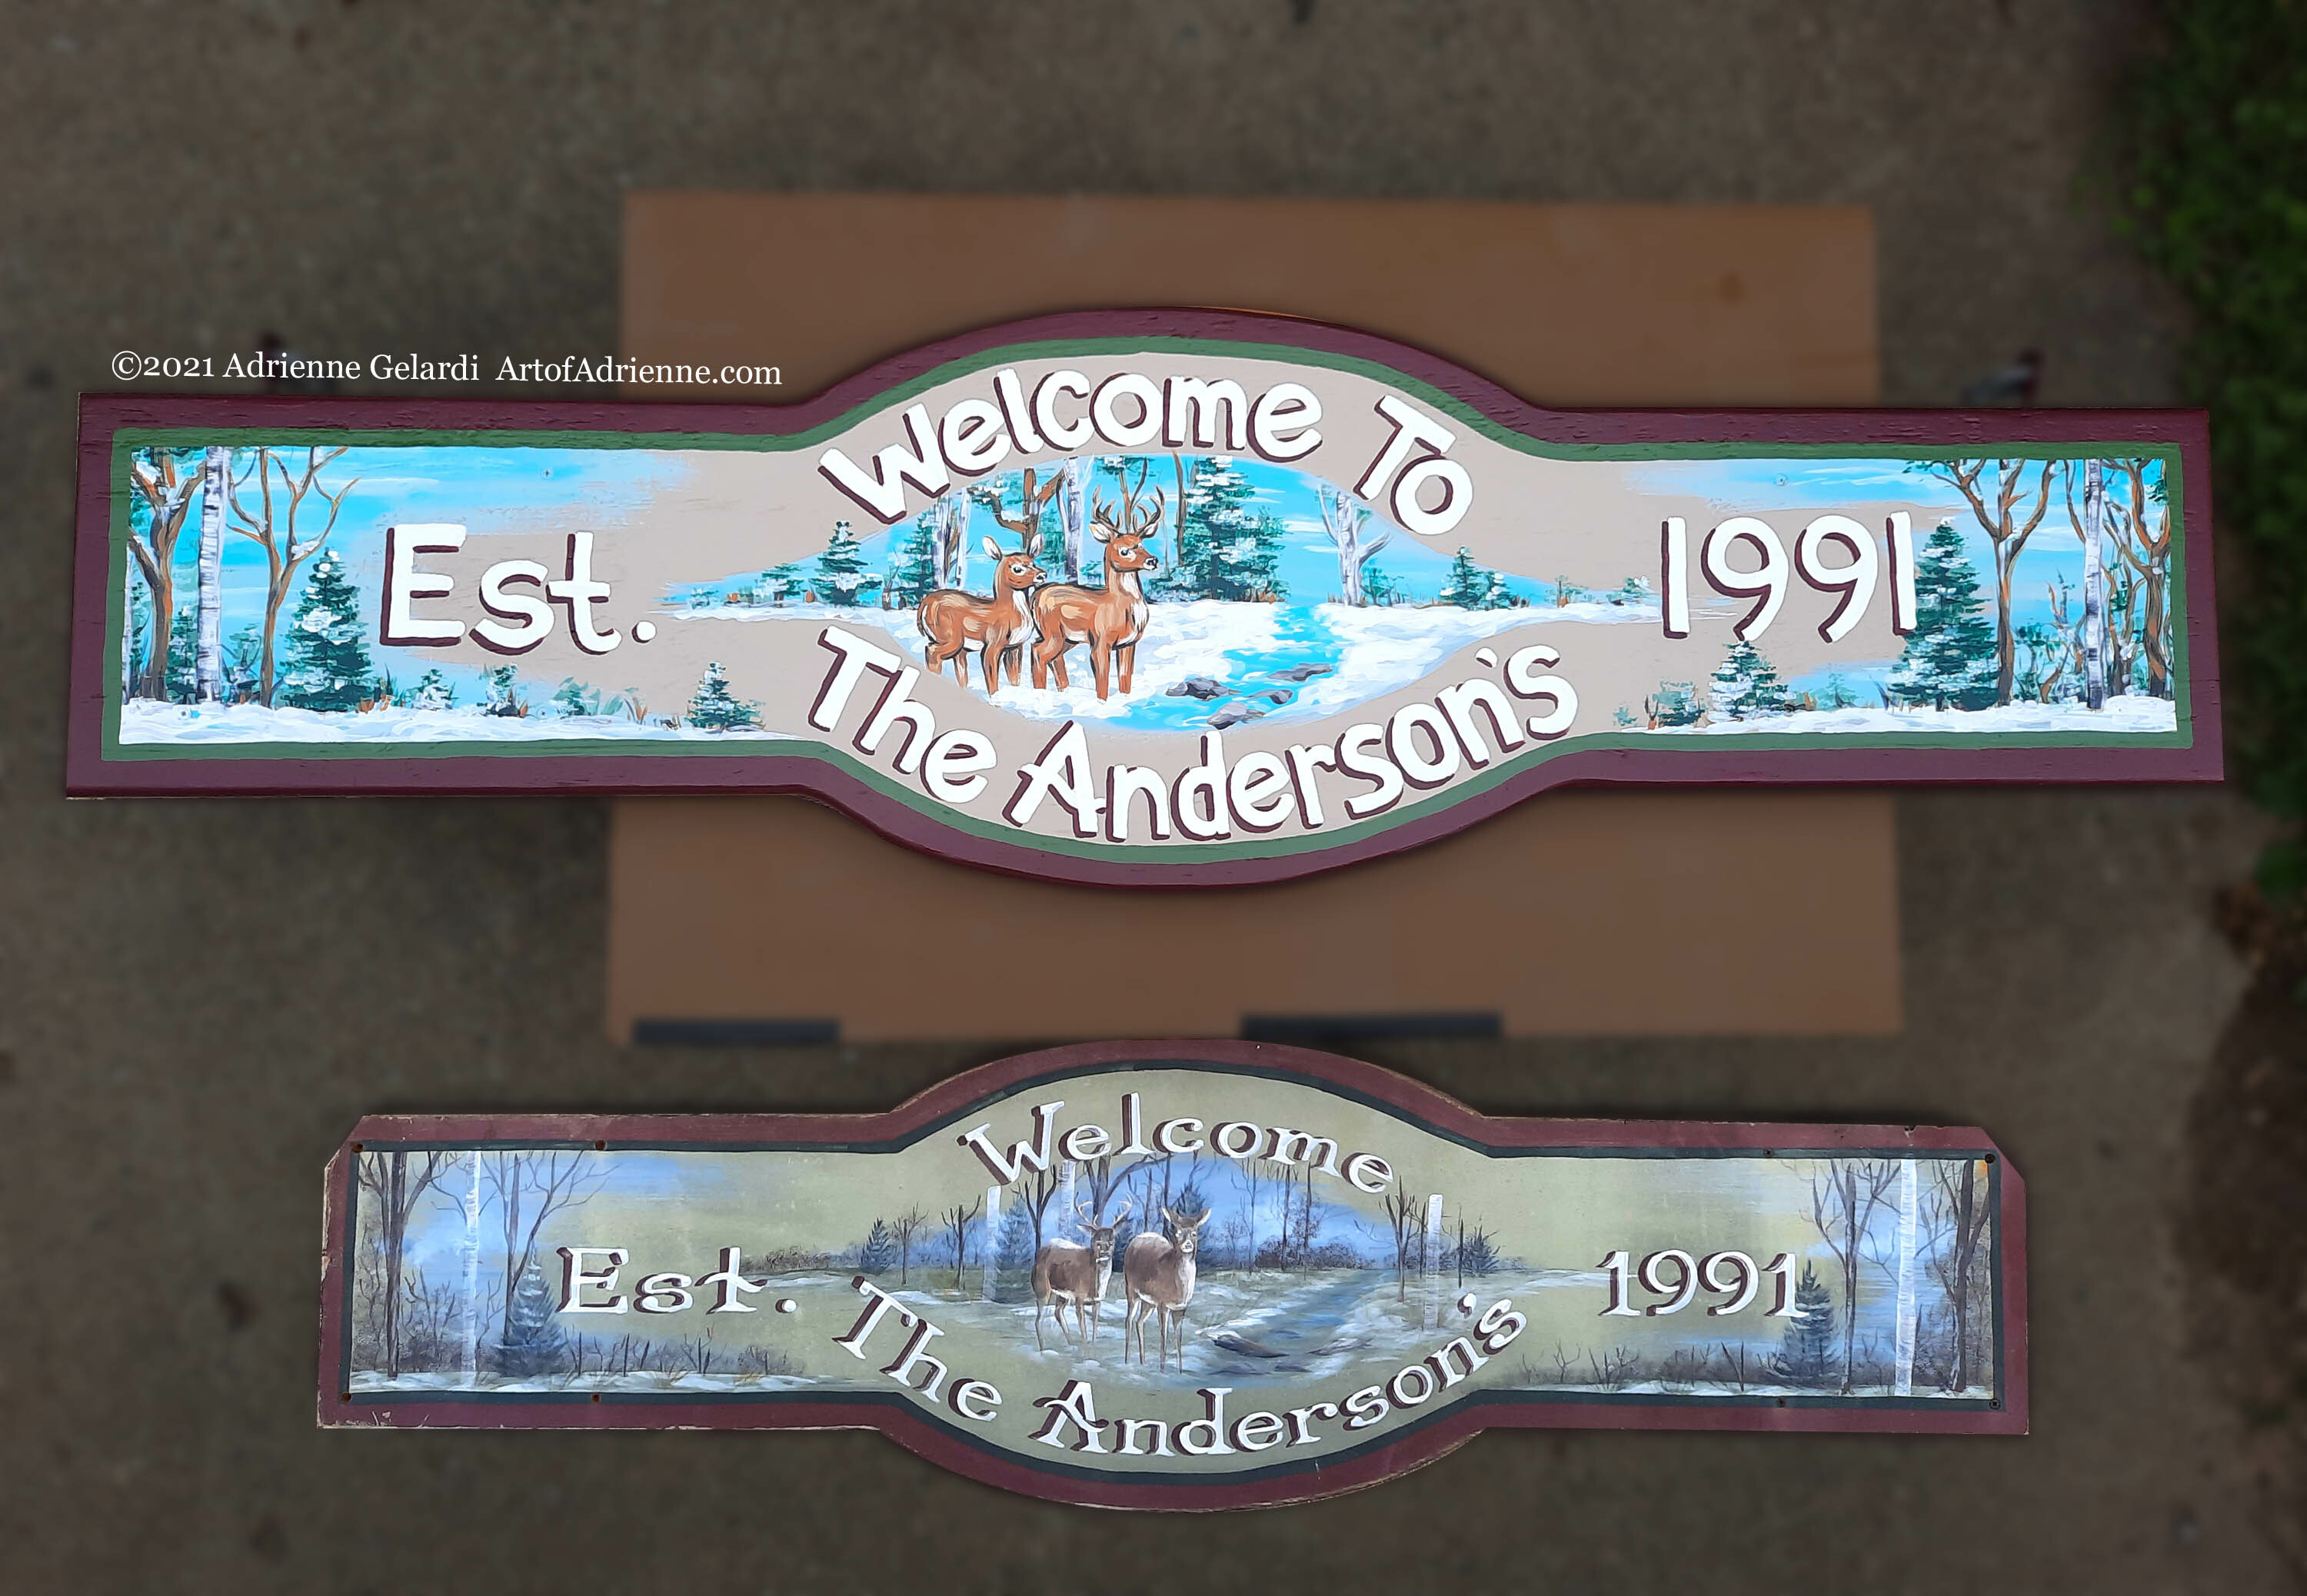 ©2021 Adrienne Gelardi  ArtofAdrienne.com
Welcome To
Est.
1991
The Anderson's
Welcome
Est.
1991
The Anderson's